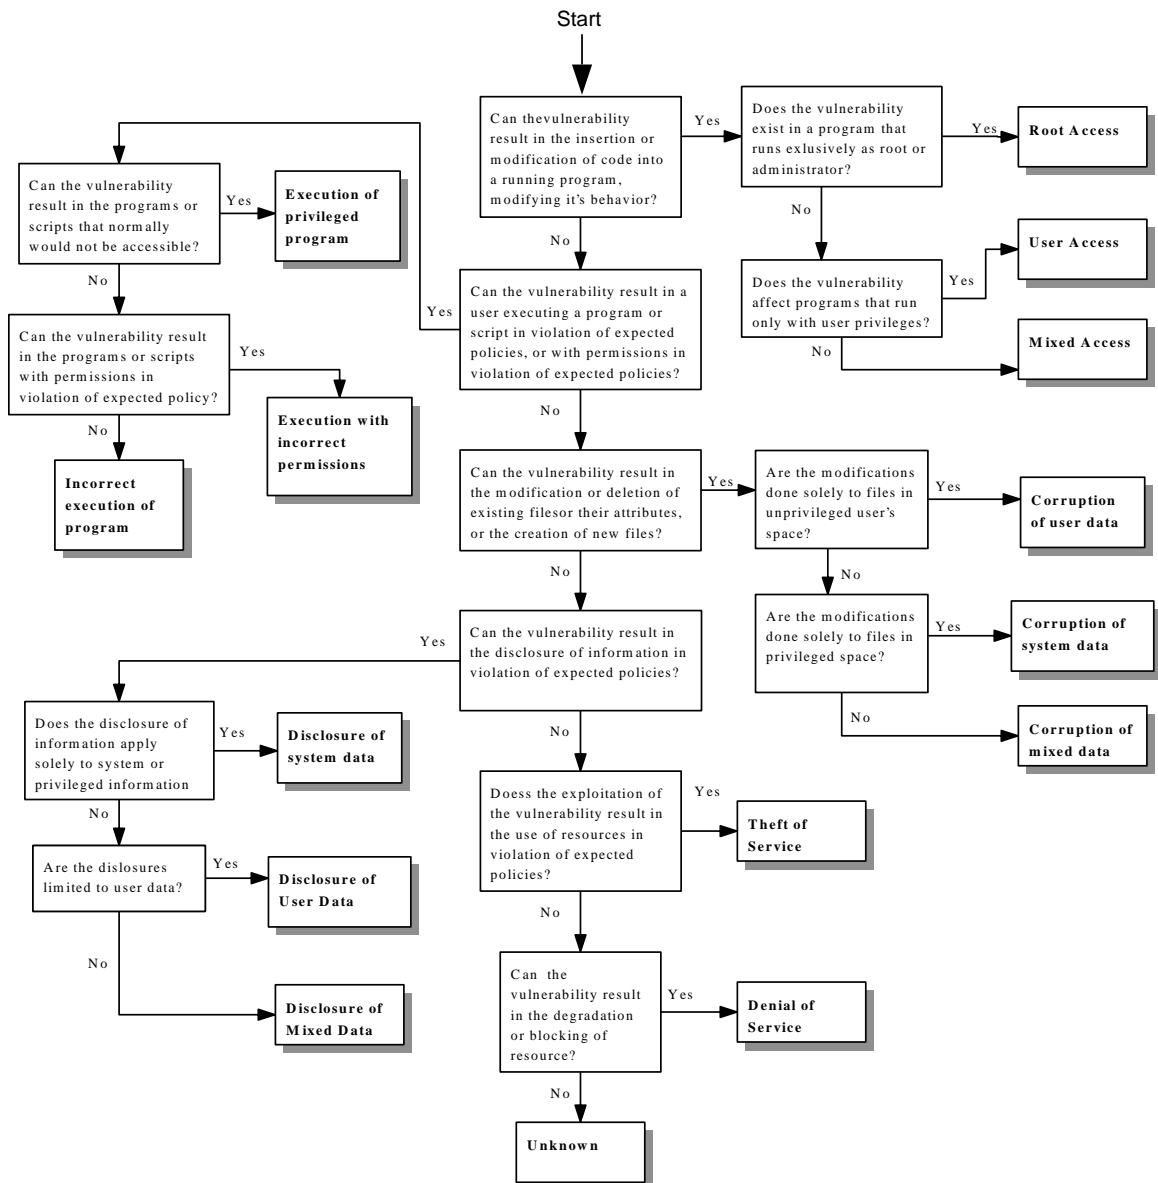 Start
Can thevulnerability
result in the insertion or
modification of code into
a running program,
modifying it's behavior?
Yes
Does the vulnerability
exist in a program that
runs exlusively as root or
administrator?
Yes
Root Access
No
Does the vulnerability
affect programs that run
only with user privileges?
Yes
User Access
No
Mixed Access
No
Can the vulnerability result in a
user executing a program or
script in violation of expected
policies, or with permissions in
violation of expected policies?
Yes
Can the vulnerability
result in the programs or
scripts that normally
would not be accessible?
Yes
Execution of
privileged
program
No
Can the vulnerability result
in the programs or scripts
with permissions in
violation of expected policy?
Yes
Execution with
incorrect
permissions
No
Incorrect
execution of
program
No
Can the vulnerability result in
the modification or deletion of
existing filesor their attributes,
or the creation of new files?
Yes
Are the modifications
done solely to files in
unprivileged user's
space?
Yes
Corruption
of user data
No
Are the modifications
done solely to files in
privileged space?
Yes
Corruption of
system data
No
Corruption of
mixed data
No
Can the vulnerability result in
the disclosure of information in
violation of expected policies?
Yes
Does the disclosure of
information apply
solely to system or
privileged information
Yes
Disclosure of
system data
No
Are the dislosures
limited to user data?
Yes
Disclosure of
User Data
No
Disclosure of
Mixed Data
No
Doess the exploitation of
the vulnerability result in
the use of resources in
violation of expected
policies?
Yes
Theft of
Service
No
Can the
vulnerability result
in the degradation
or blocking of
resource?
Yes
Denial of
Service
No
Unknown